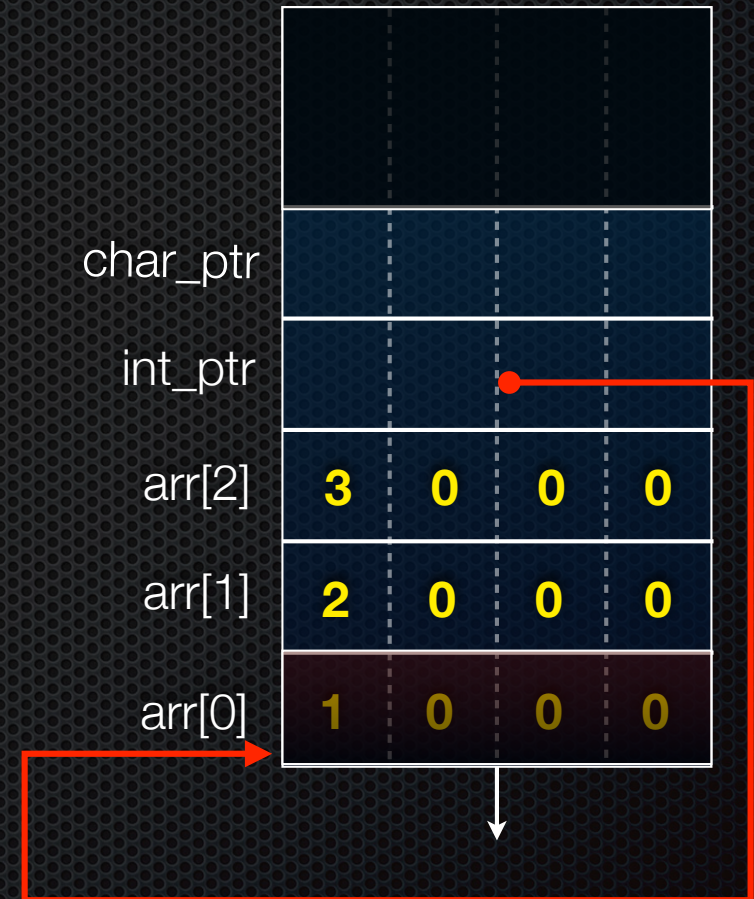 char_ptr
int_ptr
arr[2] 3 0 0 0
arr[1] 2 0 0 0
arr[0] 1 0 0 0